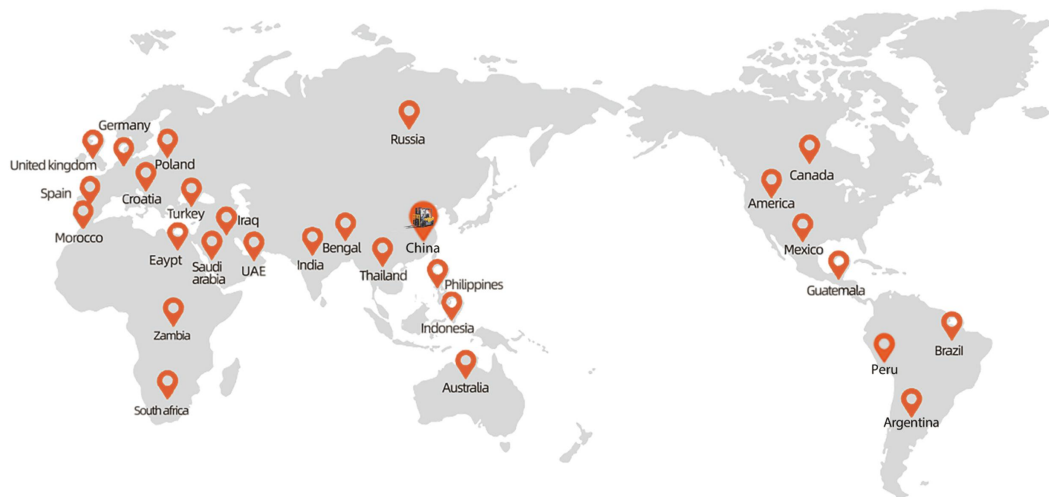 Germany
United kingdom
Poland
Spain
Croatia
Turkey
Morocco
Iraq
Eaypt
Saudi
arabia
UAE
Zambia
South africa
Russia
India
Bengal
China
Thailand
Philippines
Indonesia
Australia
Canada
America
Mexico
Guatemala
Brazil
Peru
Argentina